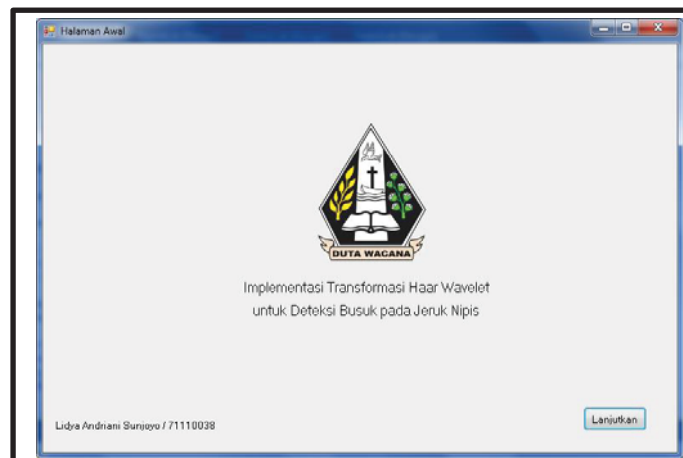 Halaman Awal
DUTA WACANA
Implementasi Transformasi Haar Wavelet
untuk Deteksi Busuk pada Jeruk Nipis
Lidya Andriani Sunjoyo / 71110038
Lanjutkan